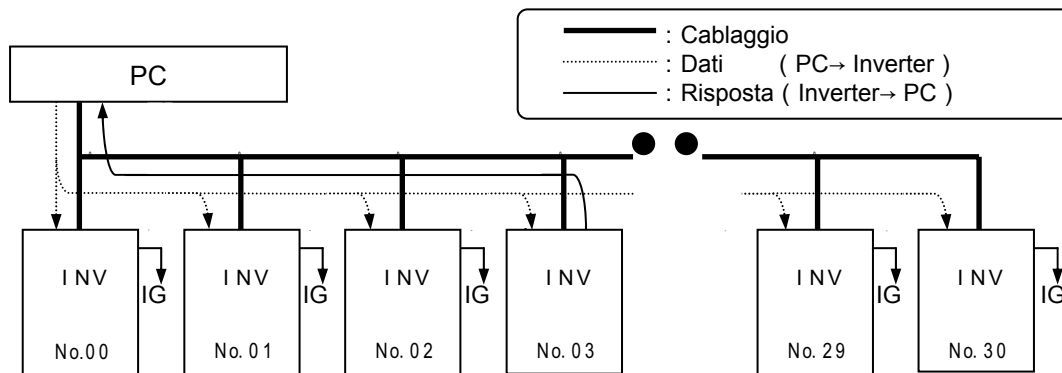 : Cablaggio
PC
: Dati ( PC→ Inverter )
: Risposta ( Inverter→ PC )
INV INV INV INV INV INV
IG IG IG IG IG
No.00 No.01 No.02 No.03 No.29 No.30